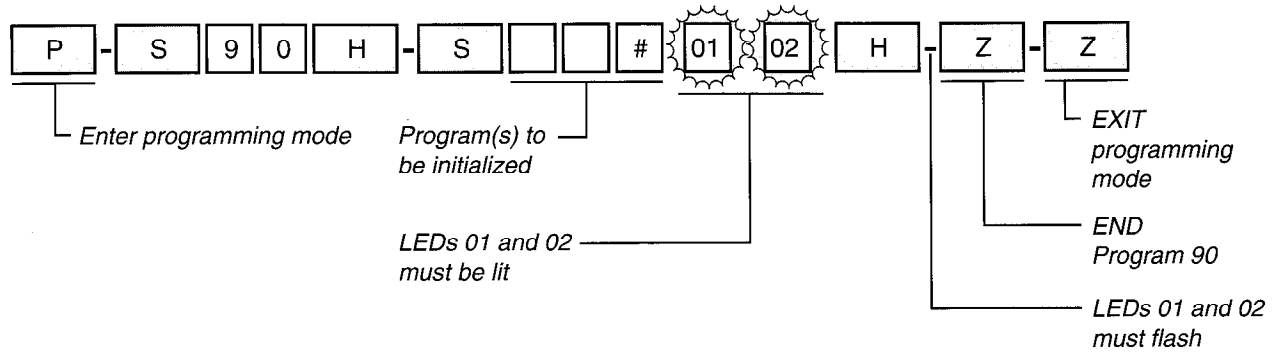 P - S 9 0 H - S # 01 02 H - Z - Z
Enter programming mode
Program(s) to
be initialized
EXIT
programming
mode
LEDs 01 and 02
must be lit
END
Program 90
LEDs 01 and 02
must flash